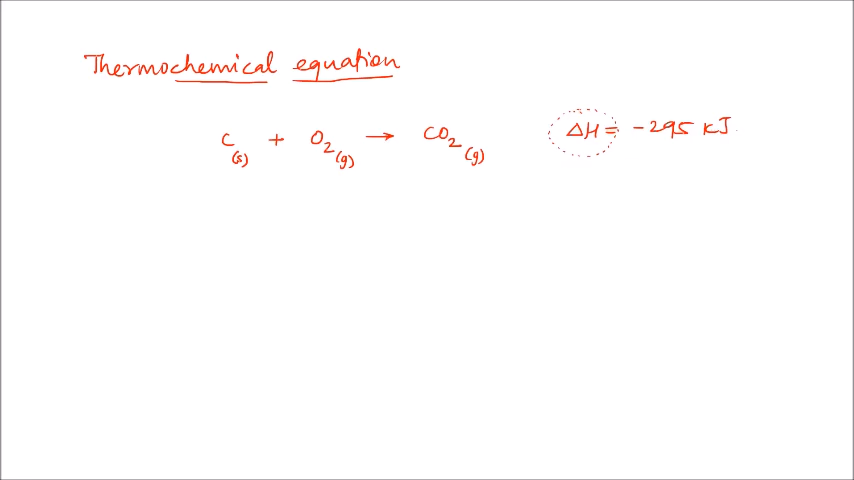 Thermochemical equation
C(s) + O2(g) → CO2(g) ΔH = -295 KJ